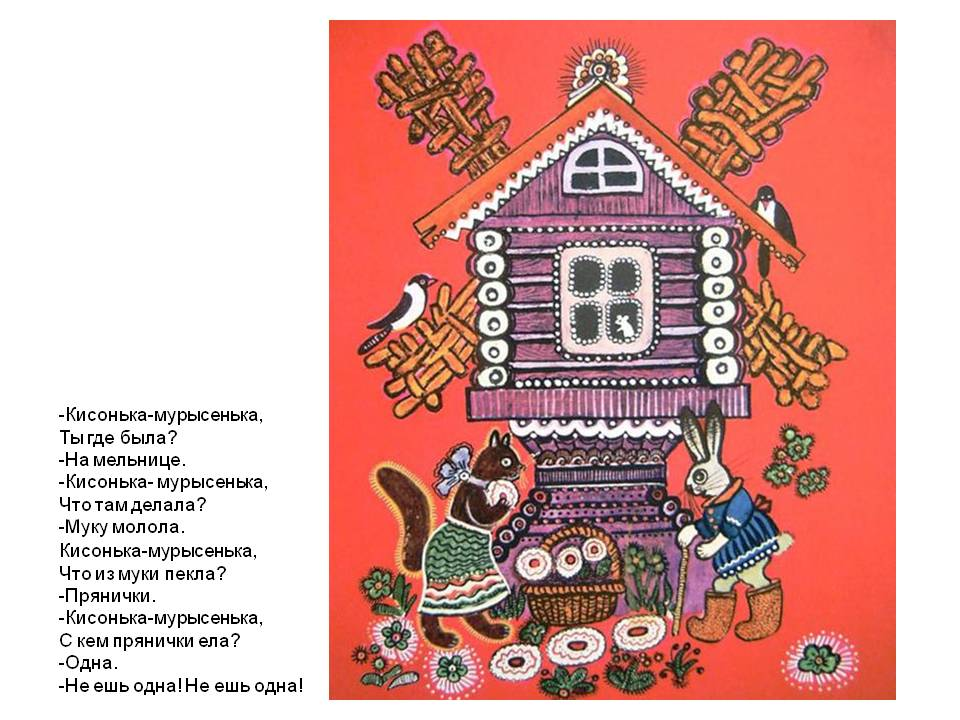 -Кисонька-мурысенька,
Ты где была?
-На мельнице.
-Кисонька- мурысенька,
Что там делала?
-Муку молола.
Кисонька-мурысенька,
Что из муки пекла?
-Прянички.
-Кисонька-мурысенька,
С кем прянички ела?
-Одна.
-Не ешь одна! Не ешь одна!